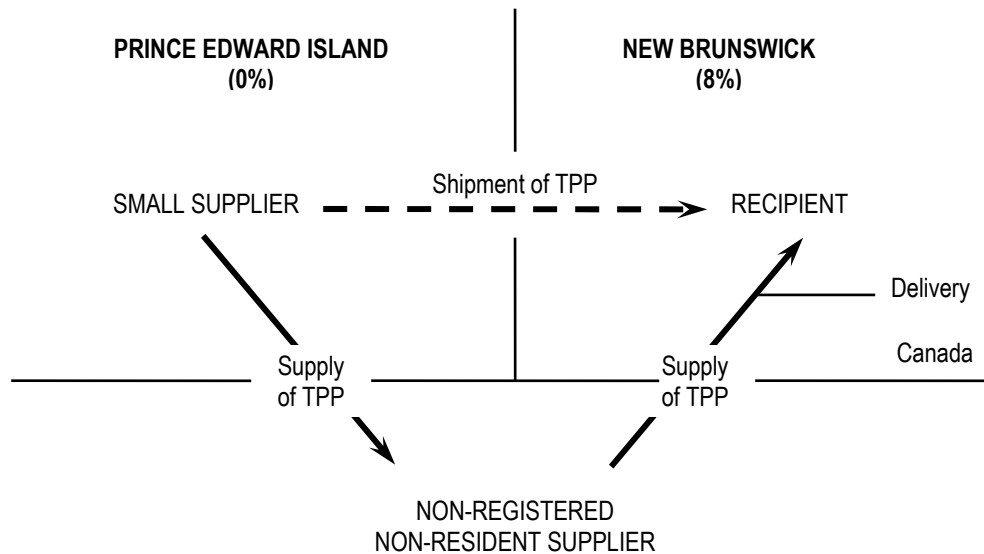 PRINCE EDWARD ISLAND
(0%)
NEW BRUNSWICK
(8%)
Shipment of TPP
SMALL SUPPLIER
RECIPIENT
Delivery
Canada
Supply
of TPP
Supply
of TPP
NON-REGISTERED
NON-RESIDENT SUPPLIER